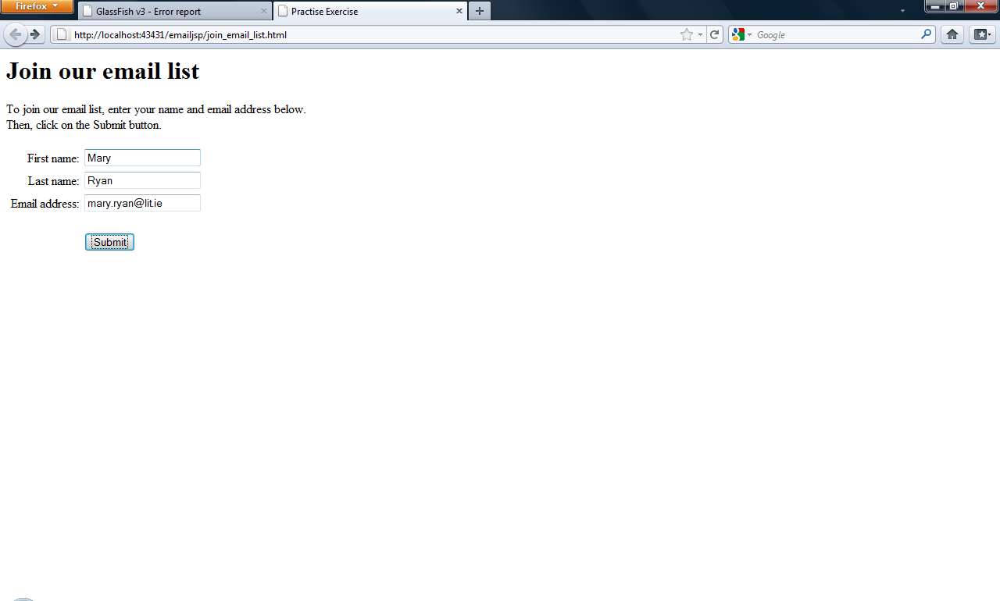 Firefox
GlassFish v3 - Error report
Practise Exercise
http://localhost:43431/emailjsp/join_email_list.html
Google
Join our email list
To join our email list, enter your name and email address below.
Then, click on the Submit button.
First name: Mary
Last name: Ryan
Email address: mary.ryan@lit.ie
Submit